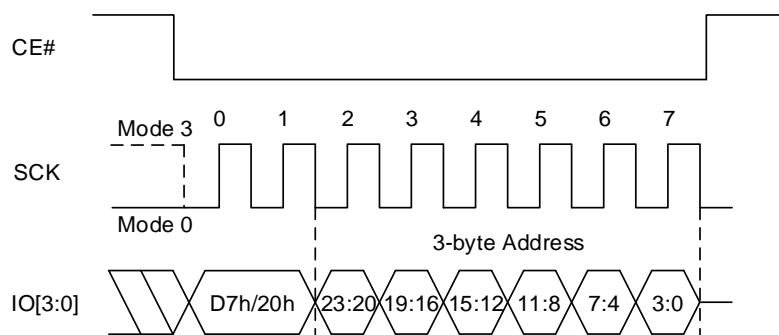 CE#
Mode 3
0 1 2 3 4 5 6 7
SCK
Mode 0
3-byte Address
IO[3:0]
D7h/20h 23:20 19:16 15:12 11:8 7:4 3:0